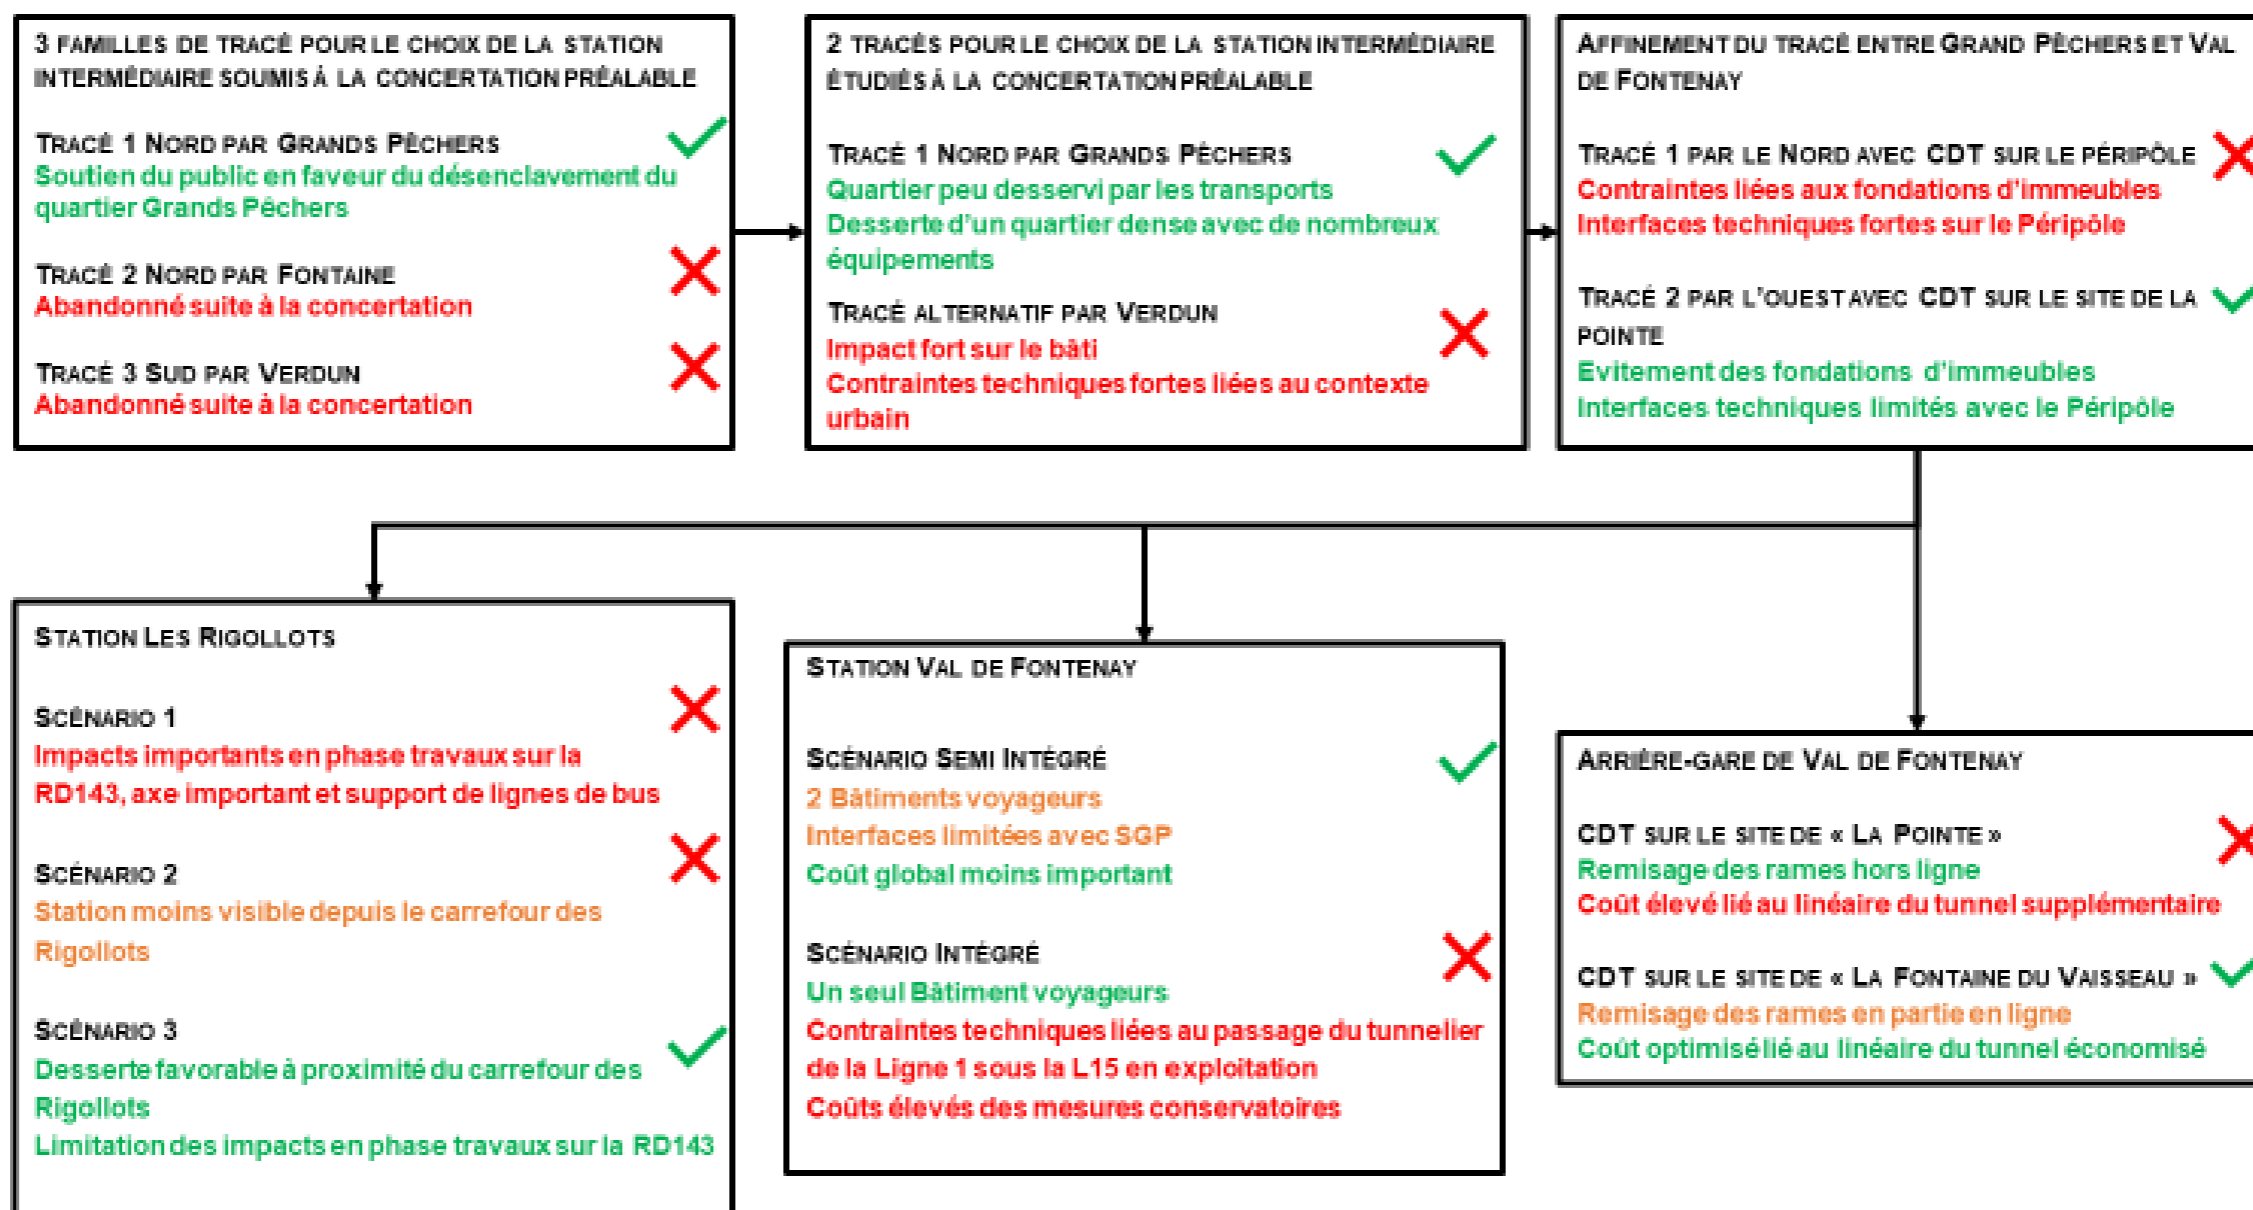 3 FAMILLES DE TRACÉ POUR LE CHOIX DE LA STATION
INTERMÉDIAIRE SOUMIS À LA CONCERTATION PRÉALABLE
TRACÉ 1 NORD PAR GRANDS PÊCHERS
Soutien du public en faveur du désenclavement du
quartier Grands Pêchers
TRACÉ 2 NORD PAR FONTAINE
Abandonné suite à la concertation
TRACÉ 3 SUD PAR VERDUN
Abandonné suite à la concertation
2 TRACÉS POUR LE CHOIX DE LA STATION INTERMÉDIAIRE
ÉTUDIÉS À LA CONCERTATION PRÉALABLE
TRACÉ 1 NORD PAR GRANDS PÊCHERS
Quartier peu desservi par les transports
Desserte d'un quartier dense avec de nombreux
équipements
TRACÉ ALTERNATIF PAR VERDUN
Impact fort sur le bâti
Contraintes techniques fortes liées au contexte
urbain
AFFINEMENT DU TRACÉ ENTRE GRAND PÊCHERS ET VAL
DE FONTENAY
TRACÉ 1 PAR LE NORD AVEC CDT SUR LE PÉRIPÔLE
Contraintes liées aux fondations d'immeubles
Interfaces techniques fortes sur le Péripôle
TRACÉ 2 PAR L'OUEST AVEC CDT SUR LE SITE DE LA
POINTE
Evitement des fondations d'immeubles
Interfaces techniques limités avec le Péripôle
STATION LES RIGOLLOTS
SCÉNARIO 1
Impacts importants en phase travaux sur la
RD143, axe important et support de lignes de bus
SCÉNARIO 2
Station moins visible depuis le carrefour des
Rigollots
SCÉNARIO 3
Desserte favorable à proximité du carrefour des
Rigollots
Limitation des impacts en phase travaux sur la RD143
STATION VAL DE FONTENAY
SCÉNARIO SEMI INTÉGRÉ
2 Bâtiments voyageurs
Interfaces limitées avec SGP
Coût global moins important
SCÉNARIO INTÉGRÉ
Un seul Bâtiment voyageurs
Contraintes techniques liées au passage du tunnelier
de la Ligne 1 sous la L15 en exploitation
Coûts élevés des mesures conservatoires
ARRIÈRE-GARE DE VAL DE FONTENAY
CDT SUR LE SITE DE « LA POINTE »
Remisage des rames hors ligne
Coût élevé lié au linéaire du tunnel supplémentaire
CDT SUR LE SITE DE « LA FONTAINE DU VAISSEAU »
Remisage des rames en partie en ligne
Coût optimisé lié au linéaire du tunnel économisé